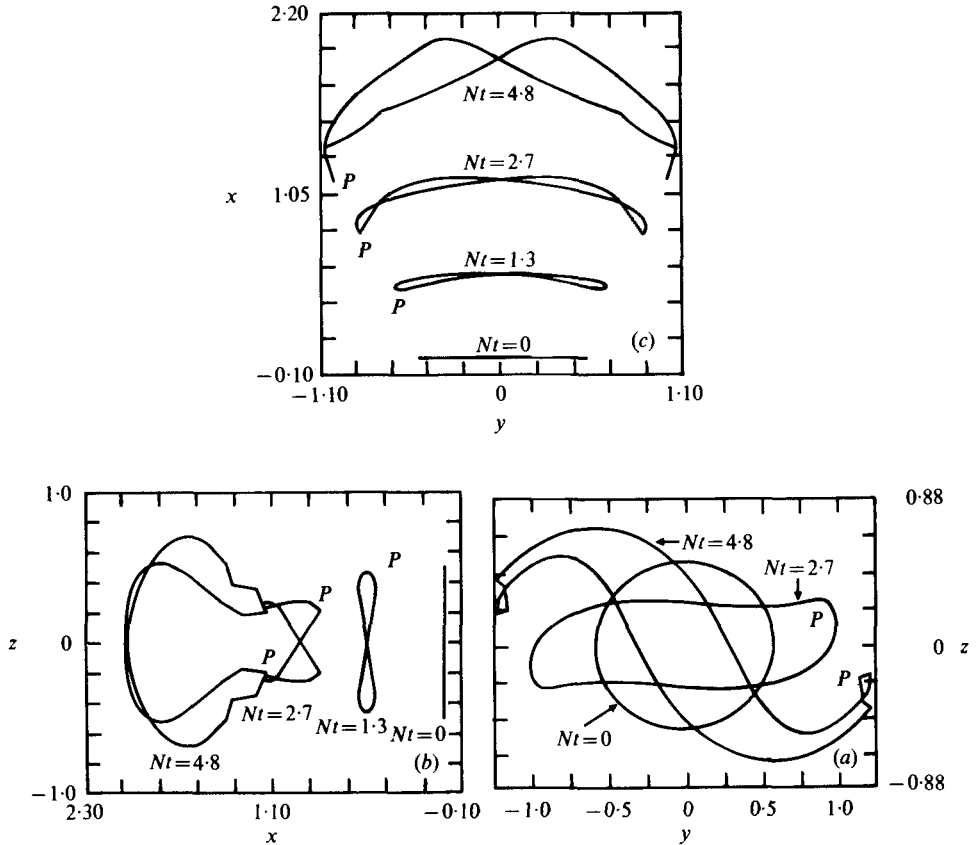 2·20
Nt=4·8
P
Nt=2·7
x
1·05
P
Nt=1·3
P
Nt=0
(c)
−0·10
−1·10
0
1·10
y
1·0
z
0
−1·0
P
P
P
Nt=2·7
Nt=1·3
Nt=0
Nt=4·8
(b)
2·30
1·10
−0·10
x
0·88
Nt=4·8
Nt=2·7
P
0
z
P
Nt=0
(a)
−0·88
−1·0
−0·5
0
0·5
1·0
y